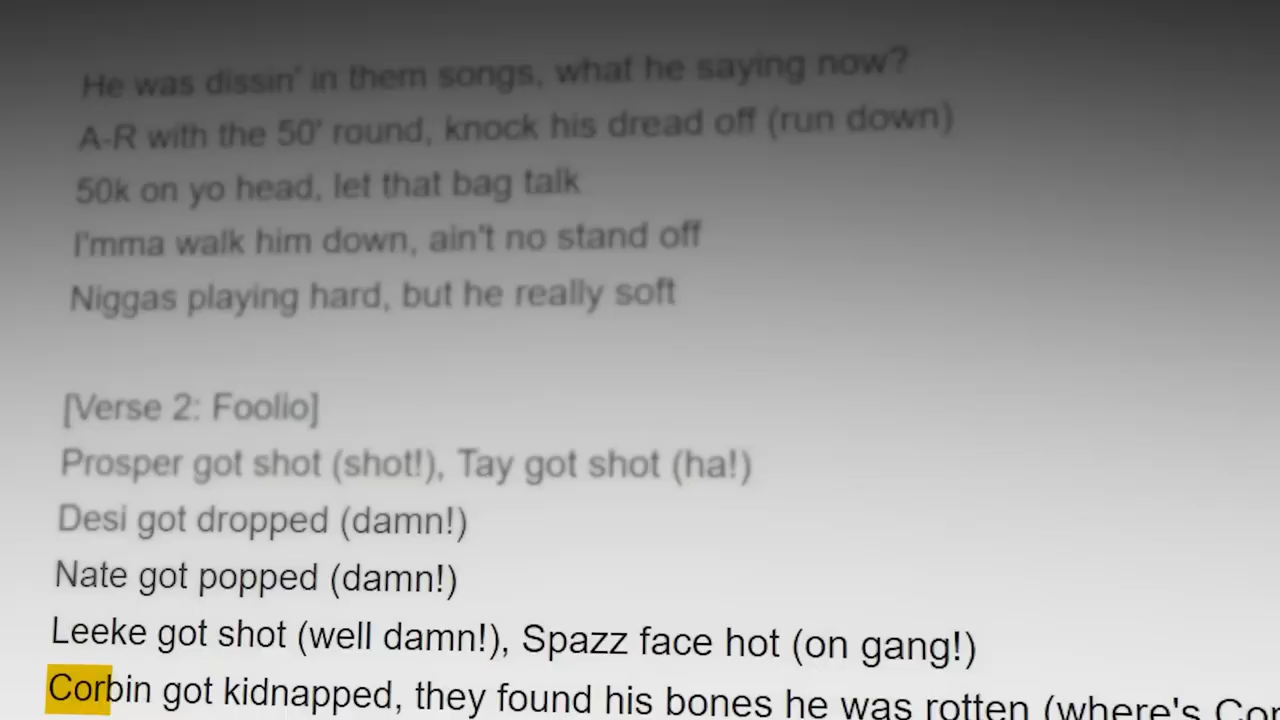 He was dissin' in them songs, what he saying now?
A-R with the 50' round, knock his dread off (run down)
50k on yo head, let that bag talk
I'mma walk him down, ain't no stand off
Niggas playing hard, but he really soft
[Verse 2: Foolio]
Prosper got shot (shot!), Tay got shot (ha!)
Desi got dropped (damn!)
Nate got popped (damn!)
Leeke got shot (well damn!), Spazz face hot (on gang!)
Corbin got kidnapped, they found his bones he was rotten (where's